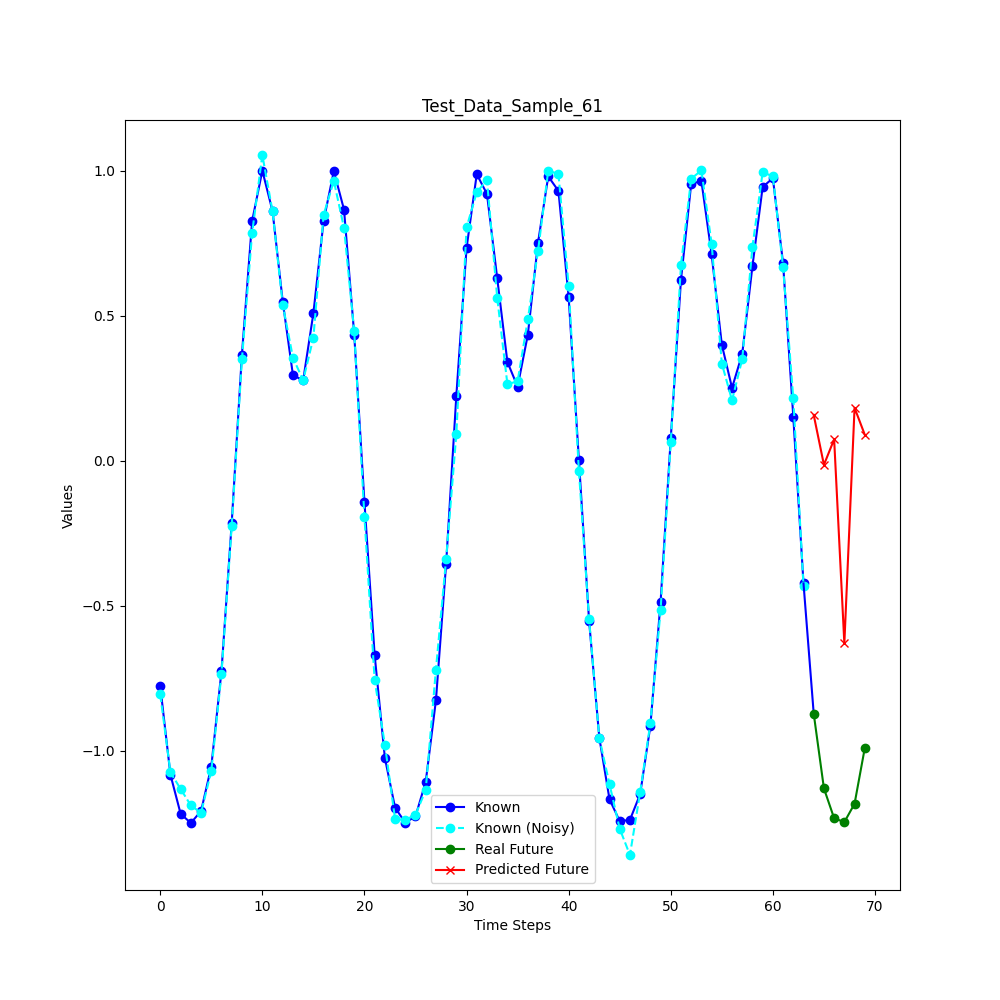 Test_Data_Sample_61
1.0
0.5
0.0
−0.5
−1.0
Values
0 10 20 30 40 50 60 70
Time Steps
Known
Known (Noisy)
Real Future
Predicted Future